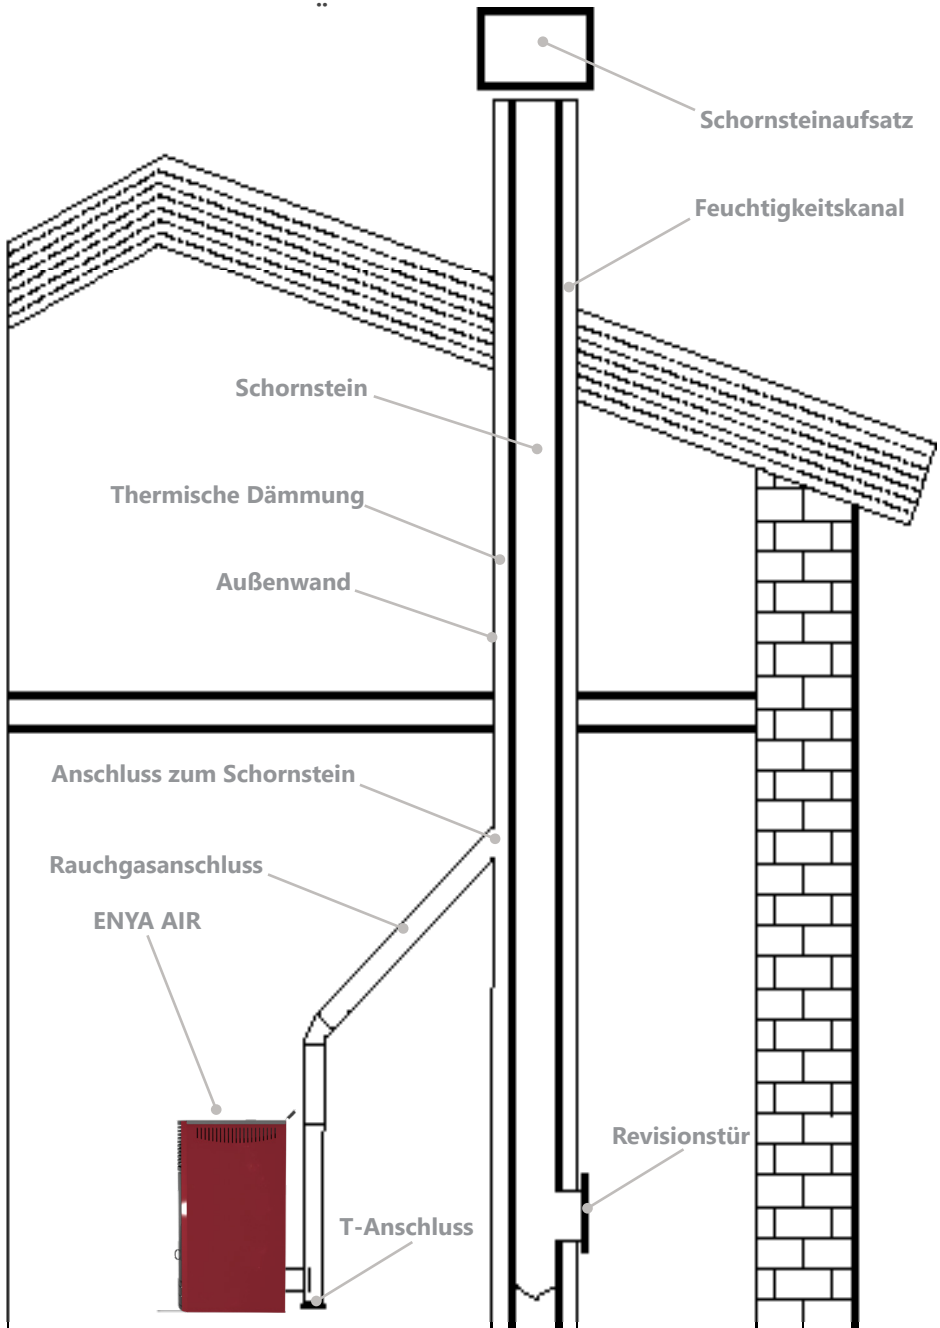 Schornsteinaufsatz
Feuchtigkeitskanal
Schornstein
Thermische Dämmung
Außenwand
Anschluss zum Schornstein
Rauchgasanschluss
ENYA AIR
Revisionstür
T-Anschluss